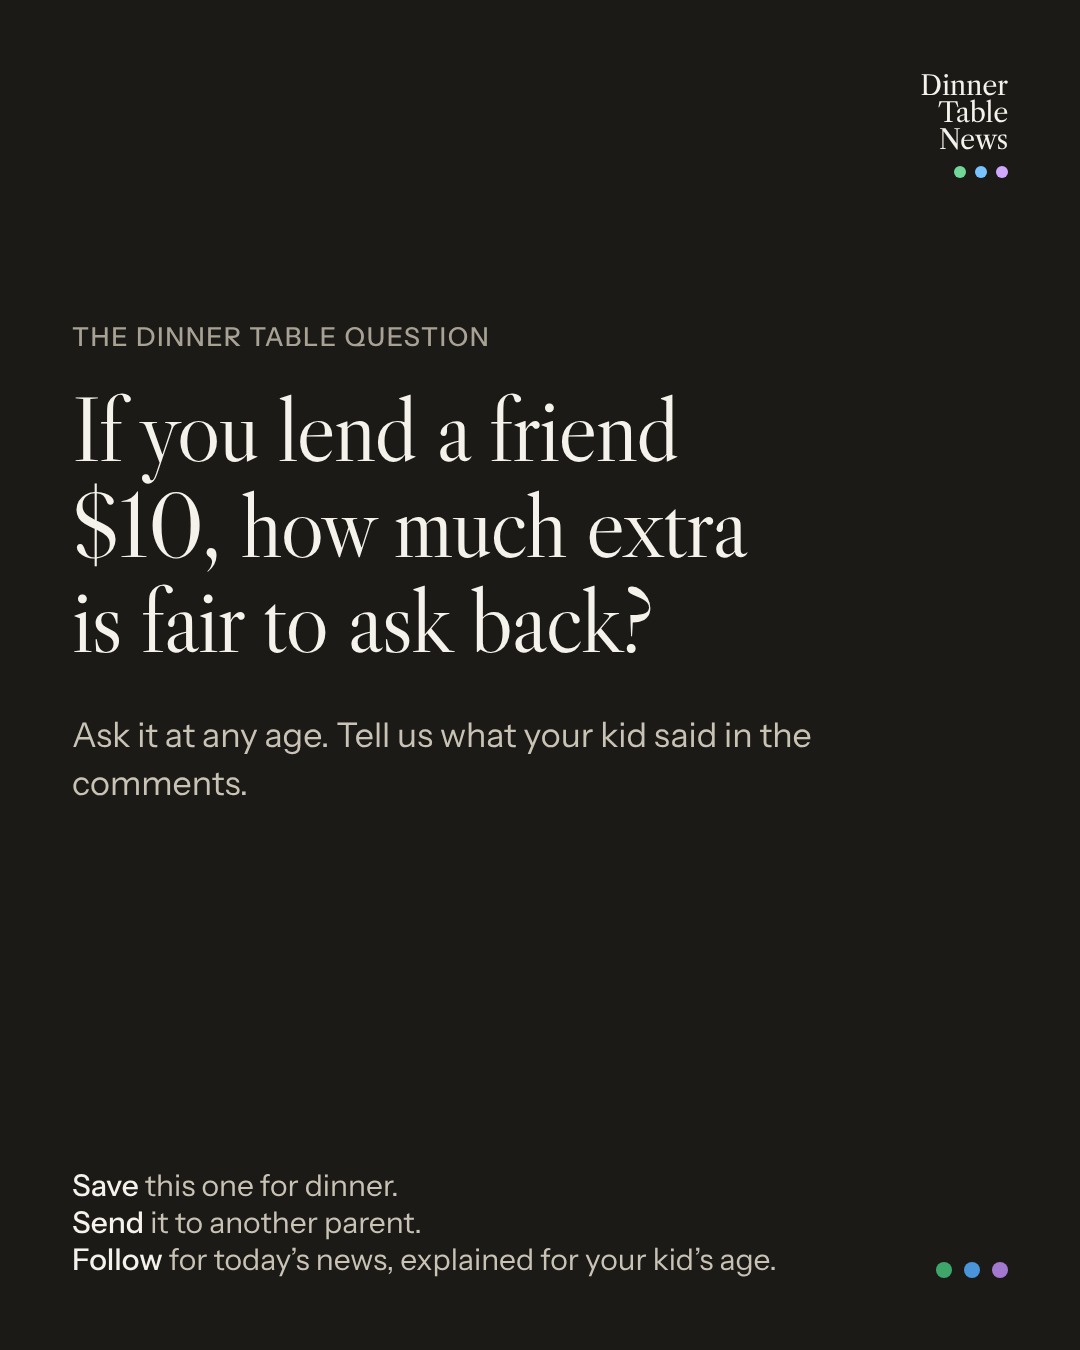 Dinner
Table
News
THE DINNER TABLE QUESTION
If you lend a friend
$10, how much extra
is fair to ask back?
Ask it at any age. Tell us what your kid said in the
comments.
Save this one for dinner.
Send it to another parent.
Follow for today’s news, explained for your kid’s age.